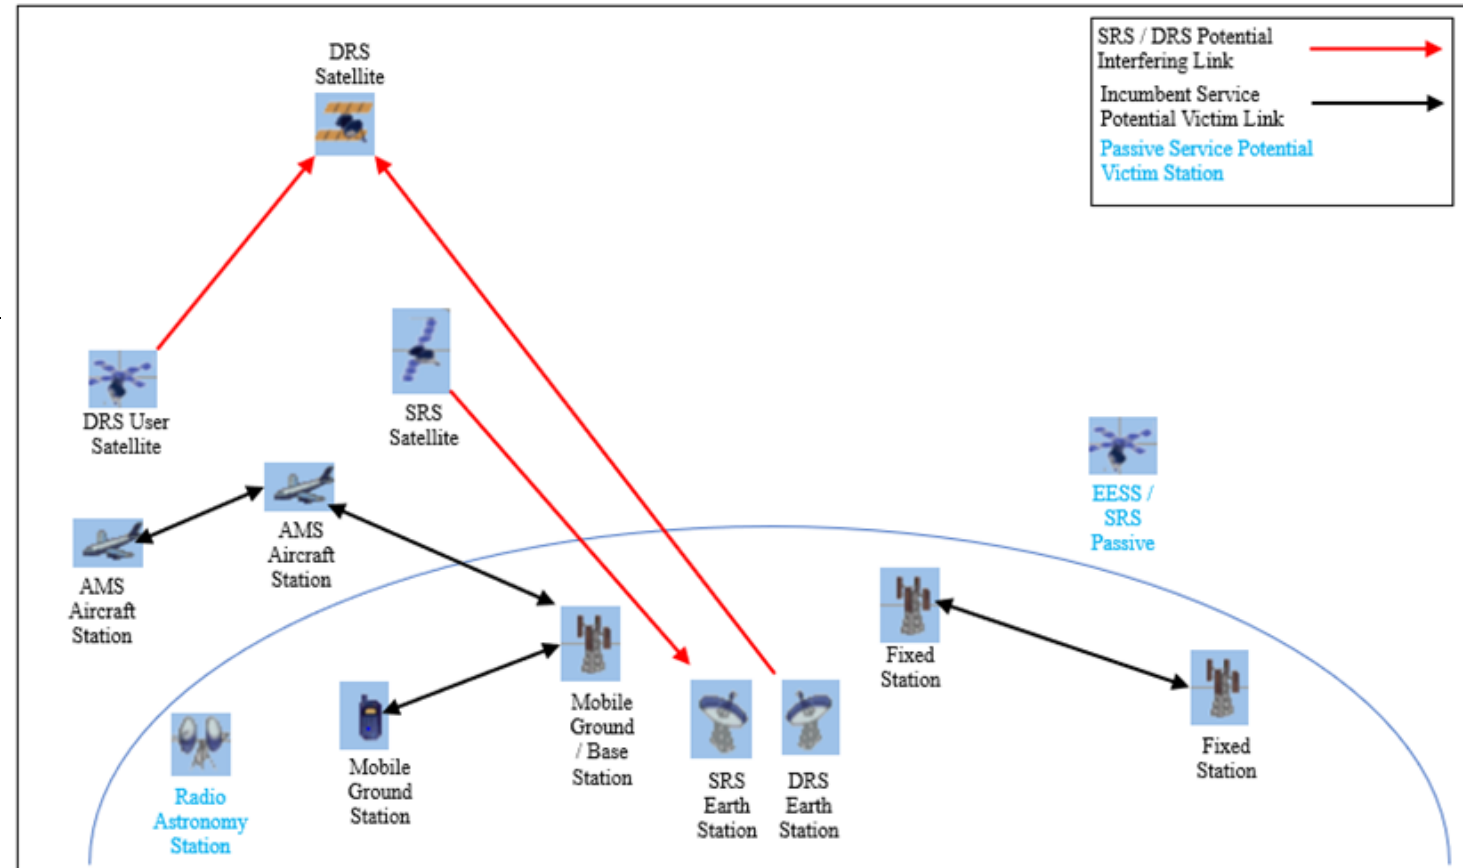 DRS
Satellite
SRS / DRS Potential
Interfering Link
Incumbent Service
Potential Victim Link
Passive Service Potential
Victim Station
DRS User
Satellite
SRS
Satellite
EESS /
SRS
Passive
AMS
Aircraft
Station
AMS
Aircraft
Station
Fixed
Station
Mobile
Ground
/ Base
Station
Fixed
Station
Mobile
Ground
Station
SRS
Earth
Station
DRS
Earth
Station
Radio
Astronomy
Station